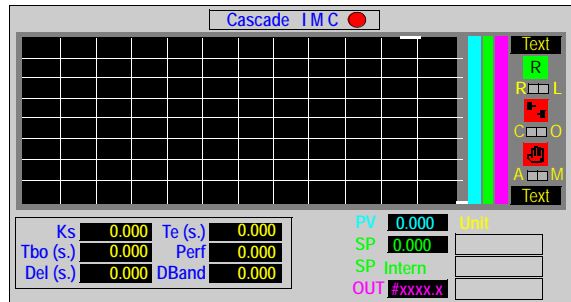 Cascade IMC
Text
R
R L
C O
A M
Text
Ks 0.000 Te (s.) 0.000
Tbo (s.) 0.000 Perf 0.000
Del (s.) 0.000 DBand 0.000
PV 0.000 Unit
SP 0.000
SP Intern
OUT #xxxx.x